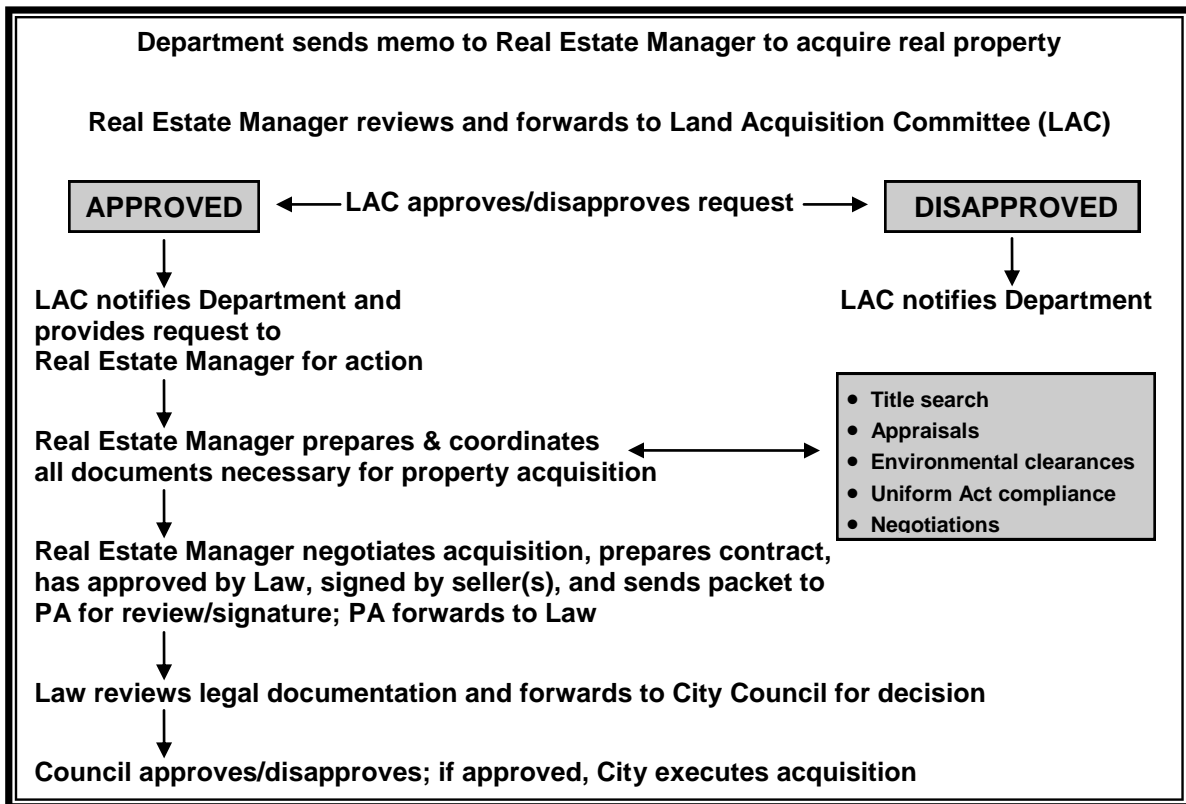 Department sends memo to Real Estate Manager to acquire real property
Real Estate Manager reviews and forwards to Land Acquisition Committee (LAC)
APPROVED
LAC approves/disapproves request
DISAPPROVED
LAC notifies Department and
provides request to
Real Estate Manager for action
LAC notifies Department
Real Estate Manager prepares & coordinates
all documents necessary for property acquisition
• Title search
• Appraisals
• Environmental clearances
• Uniform Act compliance
• Negotiations
Real Estate Manager negotiates acquisition, prepares contract,
has approved by Law, signed by seller(s), and sends packet to
PA for review/signature; PA forwards to Law
Law reviews legal documentation and forwards to City Council for decision
Council approves/disapproves; if approved, City executes acquisition